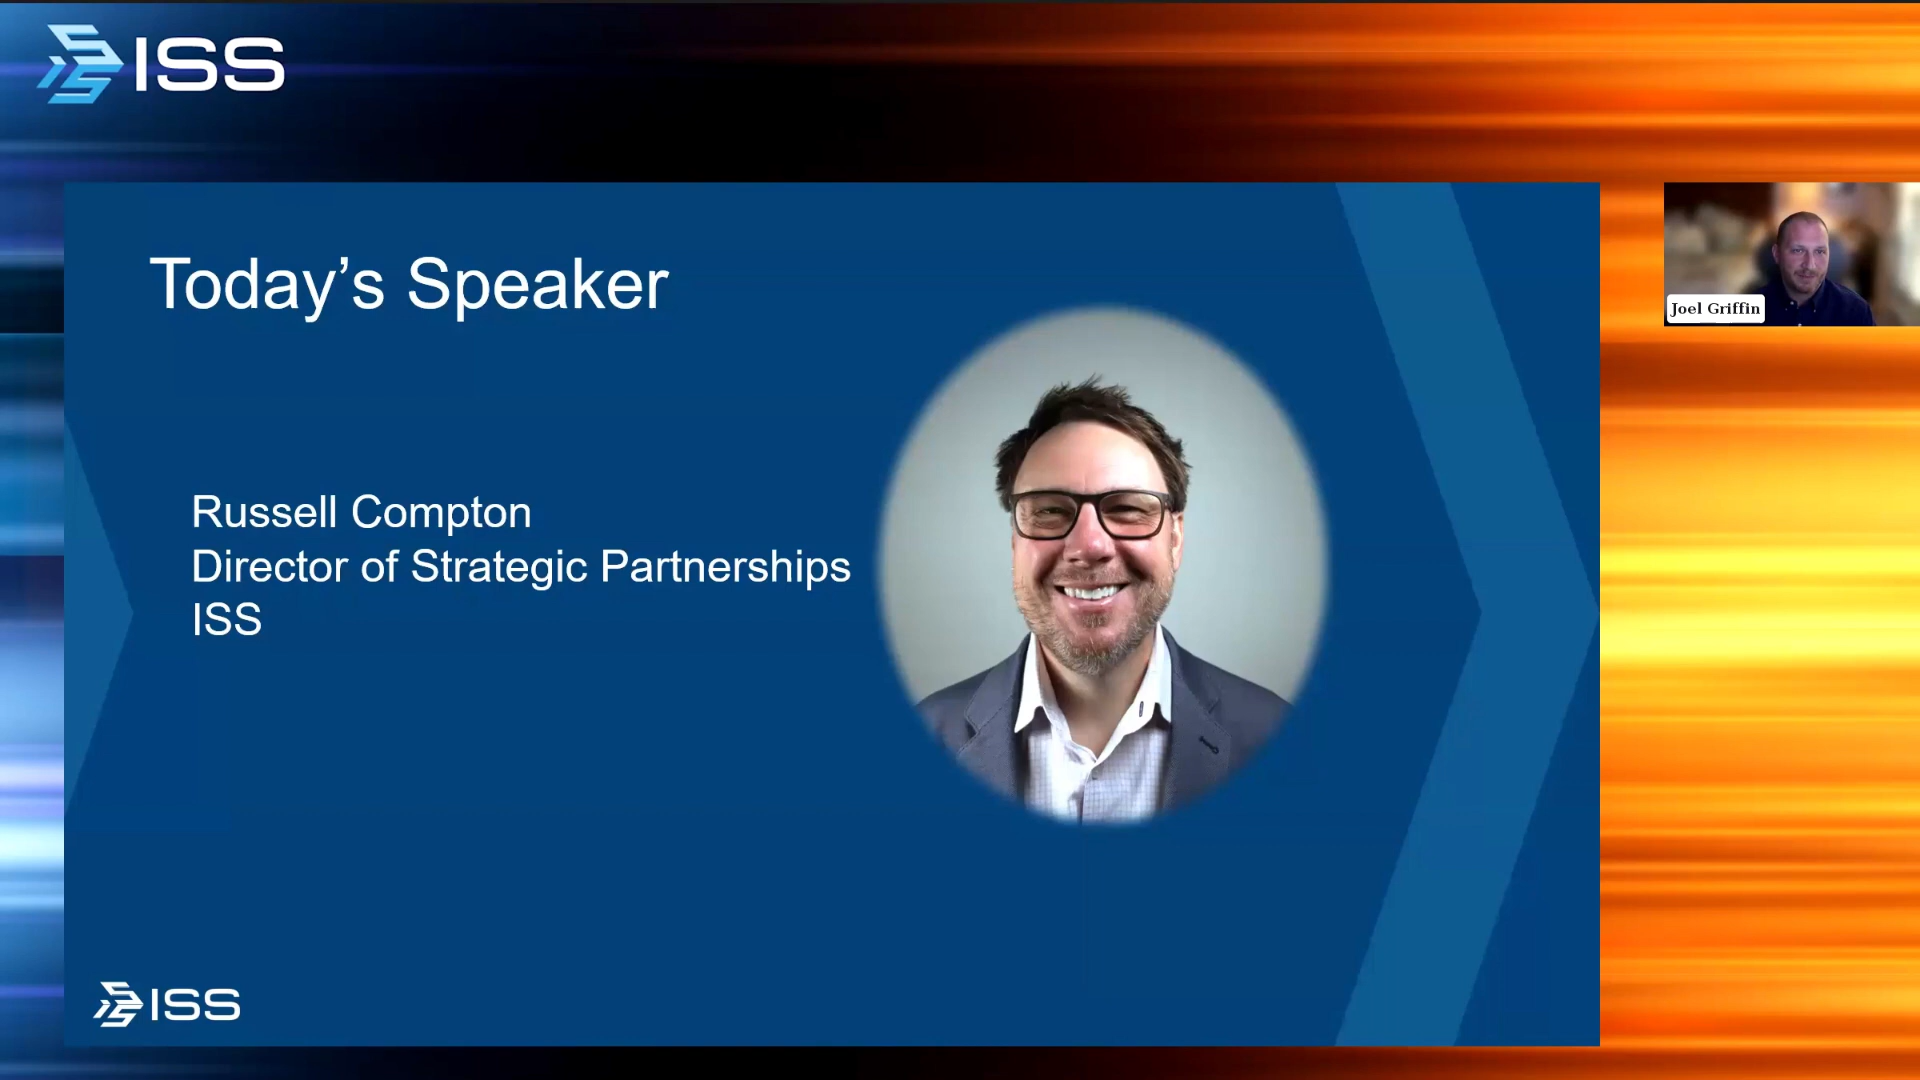 ISS
Today's Speaker
Joel Griffin
Russell Compton
Director of Strategic Partnerships
ISS
ISS